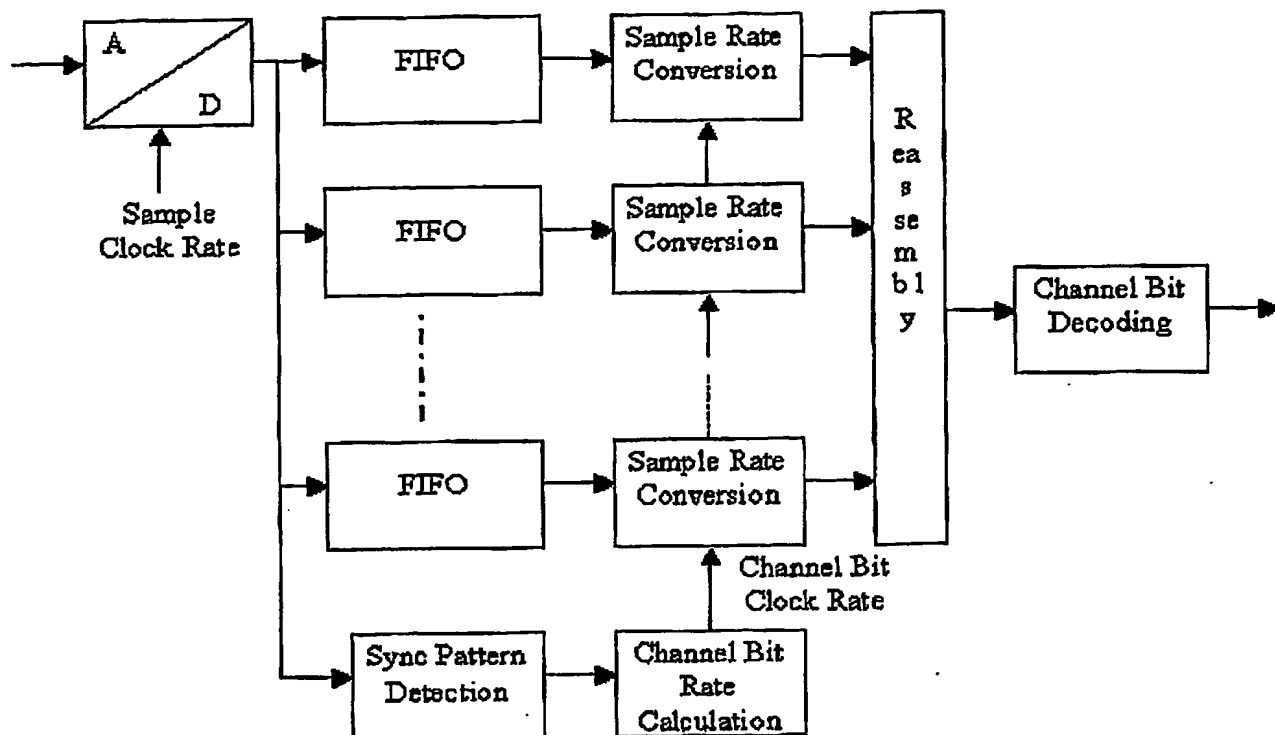 A
D
Sample
Clock Rate
FIFO
Sample Rate
Conversion
FIFO
Sample Rate
Conversion
FIFO
Sample Rate
Conversion
Channel Bit
Clock Rate
Sync Pattern
Detection
Channel Bit
Rate
Calculation
R
ea
s
se
m
bl
y
Channel Bit
Decoding